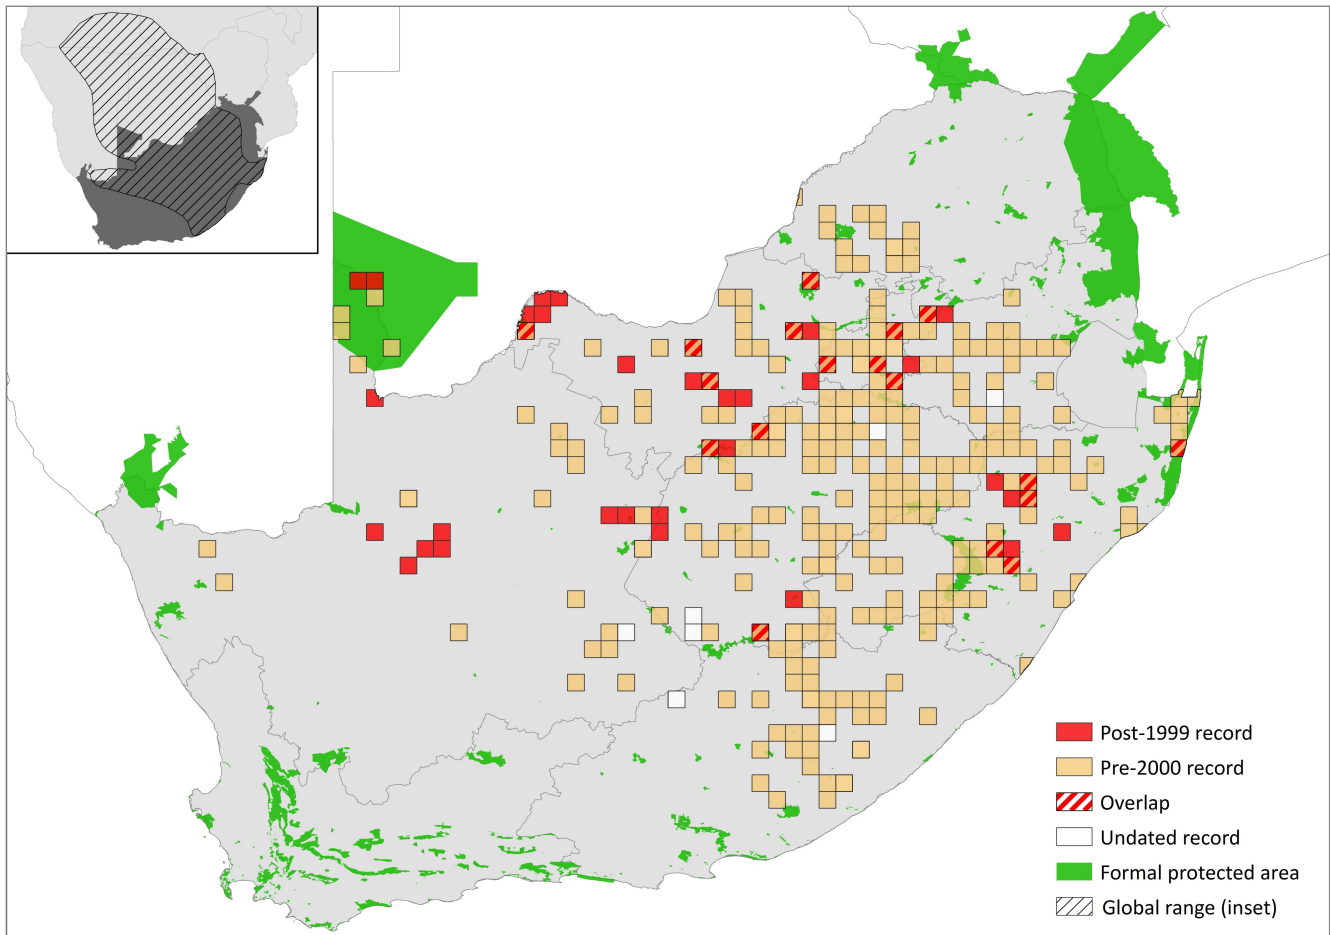 Post-1999 record
Pre-2000 record
Overlap
Undated record
Formal protected area
Global range (inset)